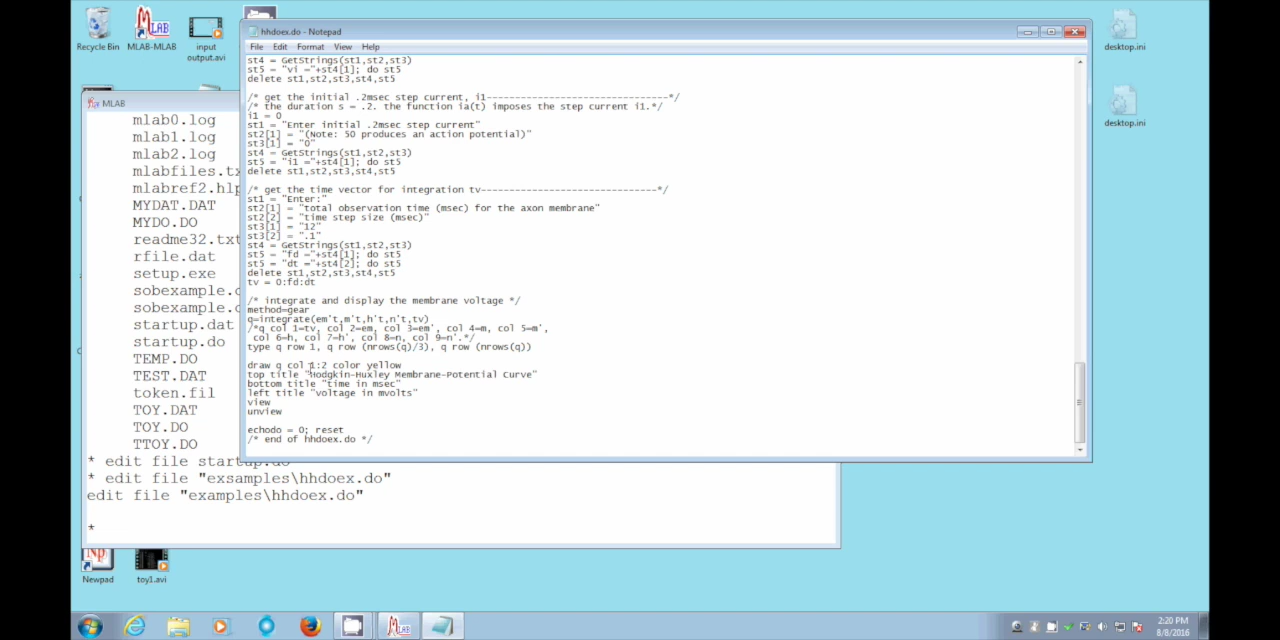 Recycle Bin
MLAB-MLAB
input
output.avi
desktop.ini
desktop.ini
hhdoex.do - Notepad
File Edit Format View Help
st4 = GetStrings(st1,st2,st3)
st5 = "vi ="+st4[1]; do st5
delete st1,st2,st3,st4,st5
/* get the initial .2msec step current, i1-------------------------------*/
/* the duration s = .2. the function ia(t) imposes the step current i1.*/
i1 = 0
st1 = "Enter initial .2msec step current"
st2[1] = "(Note: 50 produces an action potential)"
st3[1] = "0"
st4 = GetStrings(st1,st2,st3)
st5 = "i1 ="+st4[1]; do st5
delete st1,st2,st3,st4,st5
/* get the time vector for integration tv-------------------------------*/
st1 = "Enter:"
st2[1] = "total observation time (msec) for the axon membrane"
st2[2] = "time step size (msec)"
st3[1] = "12"
st3[2] = ".1"
st4 = GetStrings(st1,st2,st3)
st5 = "fd ="+st4[1]; do st5
st5 = "dt ="+st4[2]; do st5
delete st1,st2,st3,st4,st5
tv = 0:fd:dt
/* integrate and display the membrane voltage */
method=gear
q=integrate(em't,m't,h't,n't,tv)
/*q col 1=tv, col 2=em, col 3=em', col 4=m, col 5=m',
col 6=h, col 7=h', col 8=n, col 9=n'.*/
type q row 1, q row (nrows(q)/3), q row (nrows(q))
draw q col 1:2 color yellow
top title "Hodgkin-Huxley Membrane-Potential Curve"
bottom title "time in msec"
left title "voltage in mvolts"
view
unview
echodo = 0; reset
/* end of hhdoex.do */
MLAB
mlab0.log
mlab1.log
mlab2.log
mlabfiles.tx
mlabref2.hlp
MYDAT.DAT
MYDO.DO
readme32.txt
rfile.dat
setup.exe
sobexample.
sobexample.
startup.dat
startup.do
TEMP.DO
TEST.DAT
token.fil
TOY.DAT
TOY.DO
TTOY.DO
* edit file startup.do
* edit file "exsamples\hhdoex.do"
edit file "examples\hhdoex.do"
*
Np
Newpad
toy1.avi
2:20 PM
8/8/2016